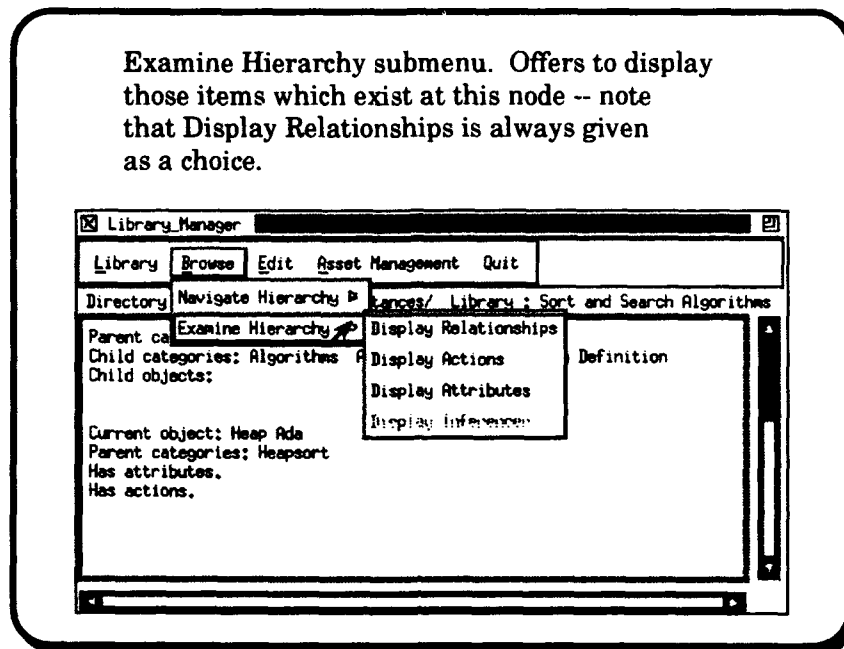 Examine Hierarchy submenu. Offers to display
those items which exist at this node -- note
that Display Relationships is always given
as a choice.
Library_Manager
Library Browse Edit Asset Management Quit
Directory Navigate Hierarchy tances/ Library : Sort and Search Algorithms
Parent ca Examine Hierarchy Display Relationships
Child categories: Algorithms A Display Actions Definition
Child objects:
Display Attributes
Display Inferences
Current object: Heap Ada
Parent categories: Heapsort
Has attributes.
Has actions.